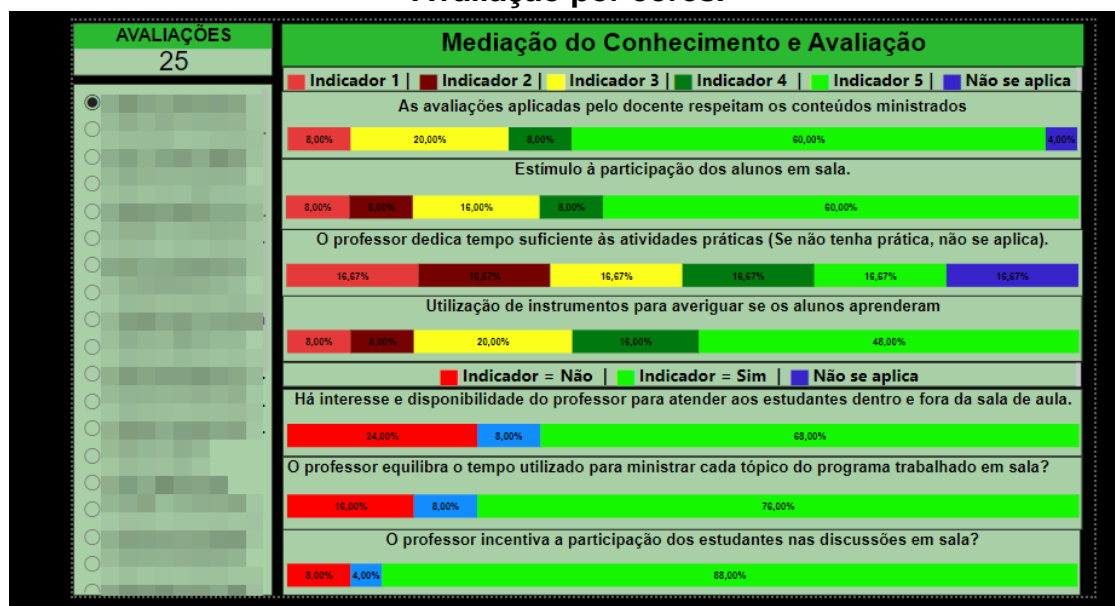 Avaliação por cores.
AVALIAÇÕES
25
Mediação do Conhecimento e Avaliação
Indicador 1 | Indicador 2 | Indicador 3 | Indicador 4 | Indicador 5 | Não se aplica
As avaliações aplicadas pelo docente respeitam os conteúdos ministrados
8,00% 20,00% 8,00% 60,00% 4,00%
Estímulo à participação dos alunos em sala.
8,00% 8,00% 16,00% 8,00% 60,00%
O professor dedica tempo suficiente às atividades práticas (Se não tenha prática, não se aplica).
16,67% 16,67% 16,67% 16,67% 16,67% 16,67%
Utilização de instrumentos para averiguar se os alunos aprenderam
8,00% 8,00% 20,00% 16,00% 48,00%
Indicador = Não | Indicador = Sim | Não se aplica
Há interesse e disponibilidade do professor para atender aos estudantes dentro e fora da sala de aula.
24,00% 8,00% 68,00%
O professor equilibra o tempo utilizado para ministrar cada tópico do programa trabalhado em sala?
16,00% 8,00% 76,00%
O professor incentiva a participação dos estudantes nas discussões em sala?
8,00% 4,00% 88,00%